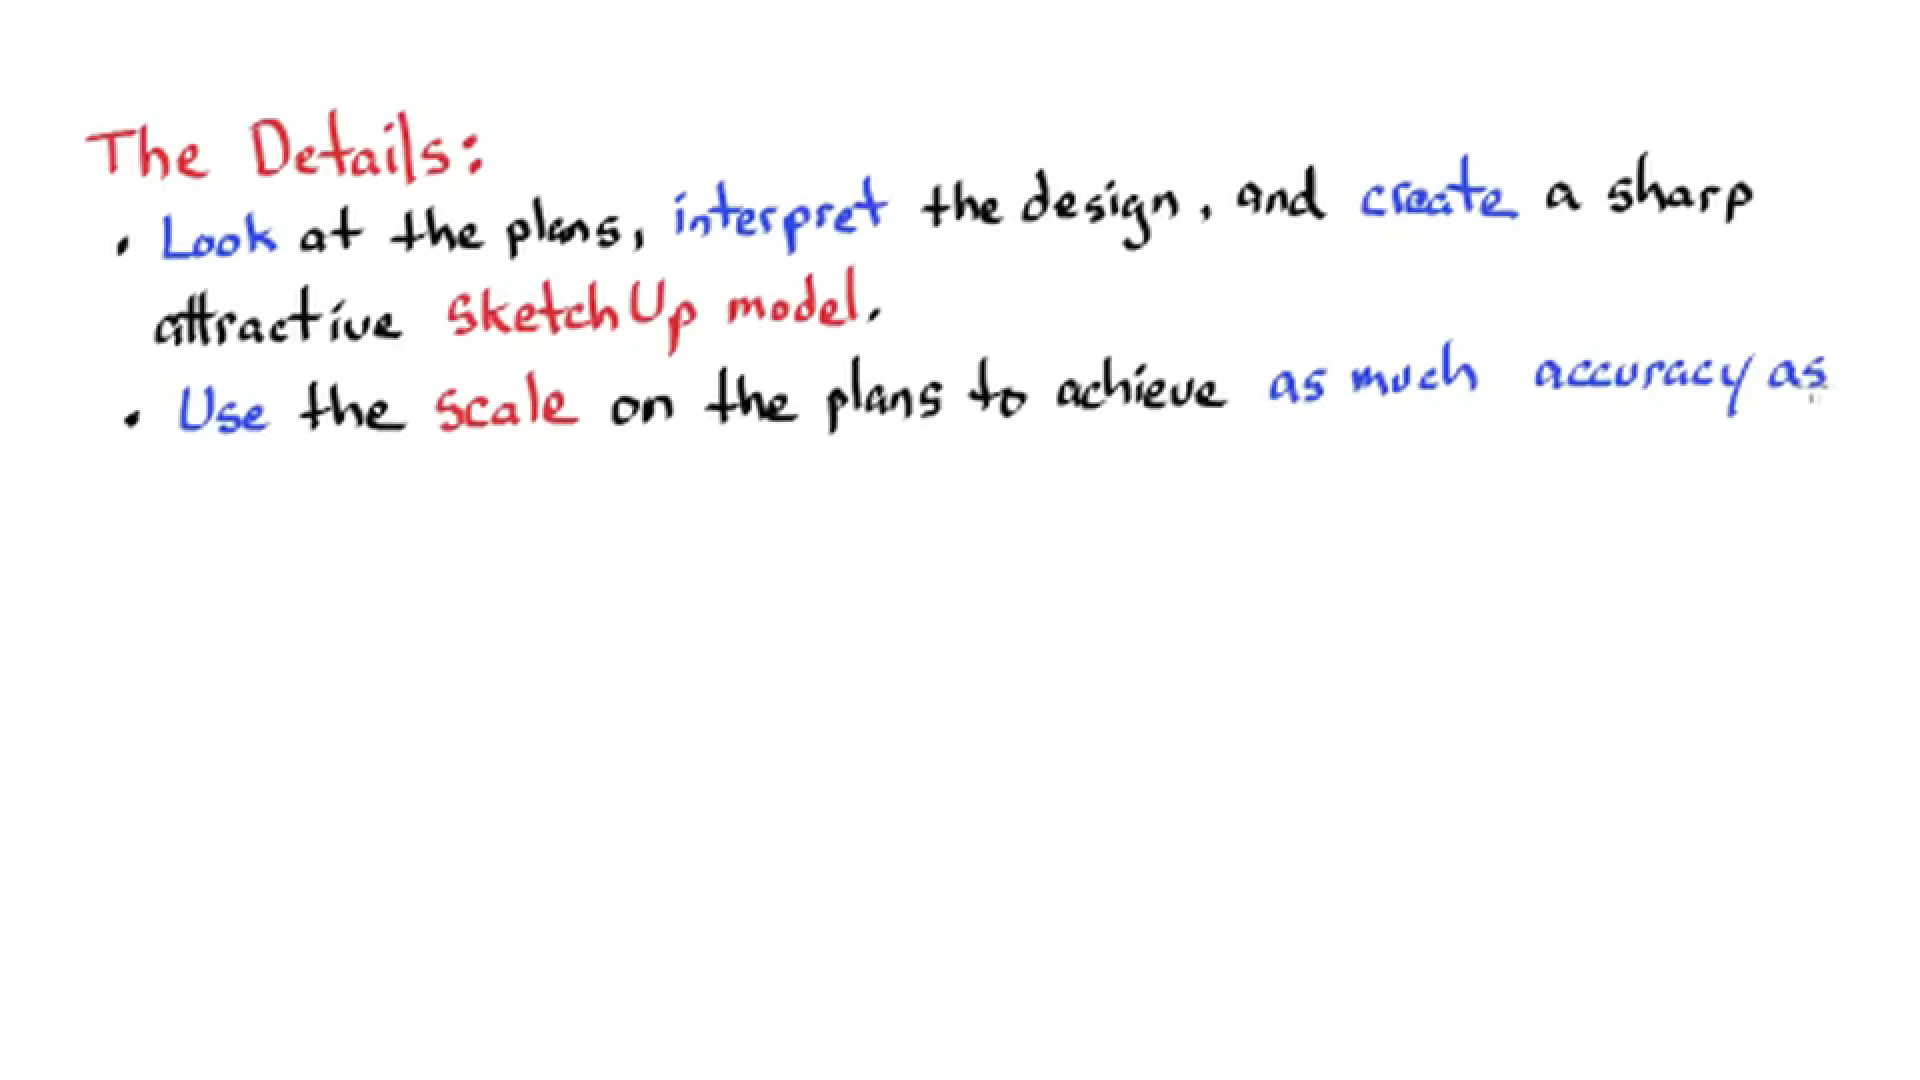 The Details:
• Look at the plans, interpret the design, and create a sharp
attractive SketchUp model.
• Use the scale on the plans to achieve as much accuracy as